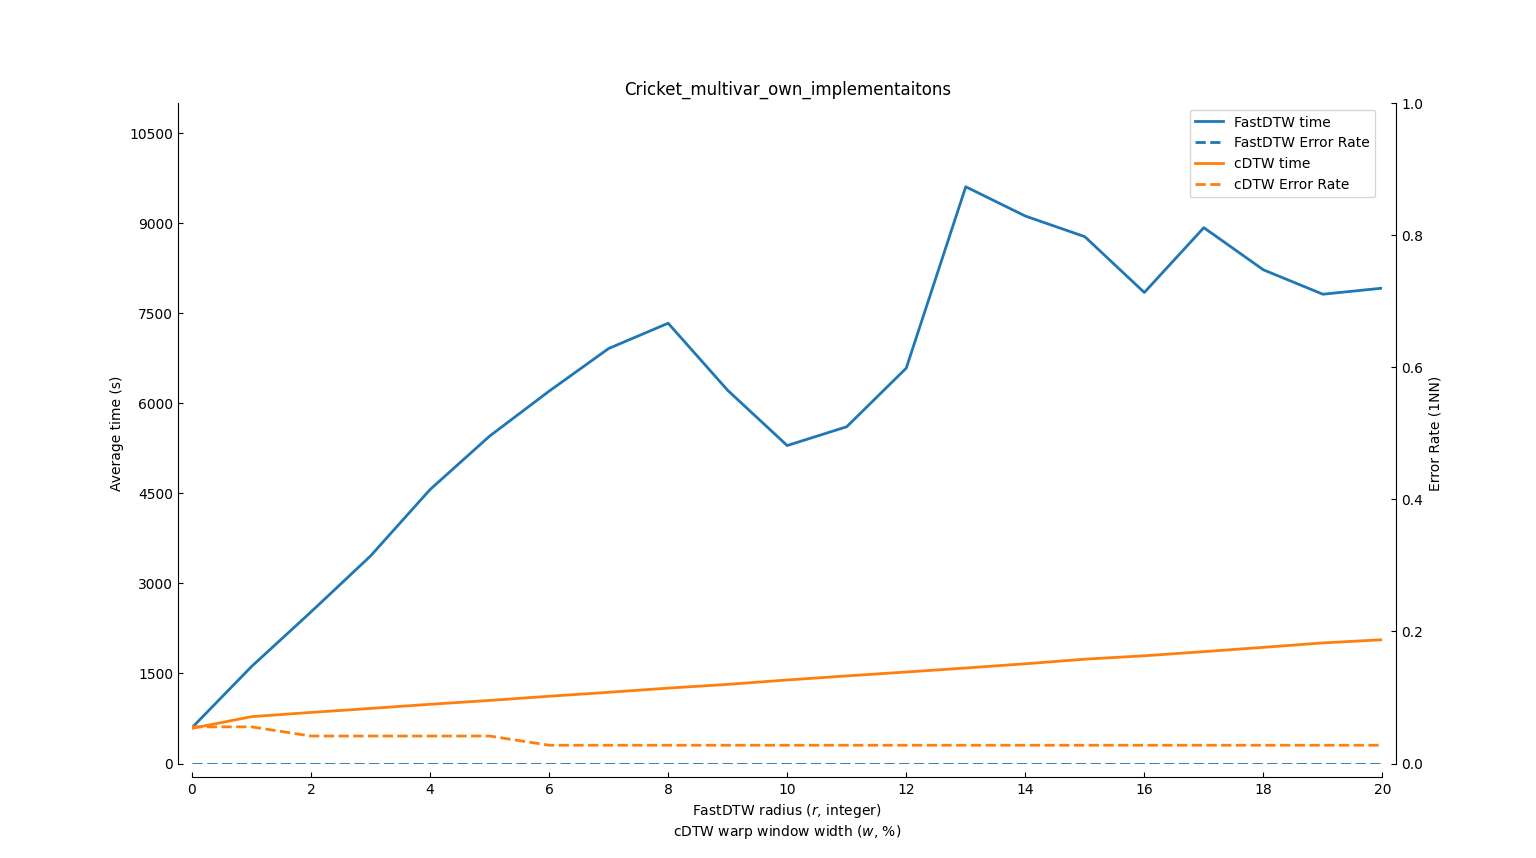 Cricket_multivar_own_implementaitons
FastDTW time
FastDTW Error Rate
cDTW time
cDTW Error Rate
10500
9000
7500
6000
4500
3000
1500
0
Average time (s)
1.0
0.8
0.6
0.4
0.2
0.0
Error Rate (1NN)
0 2 4 6 8 10 12 14 16 18 20
FastDTW radius (r, integer)
cDTW warp window width (w, %)